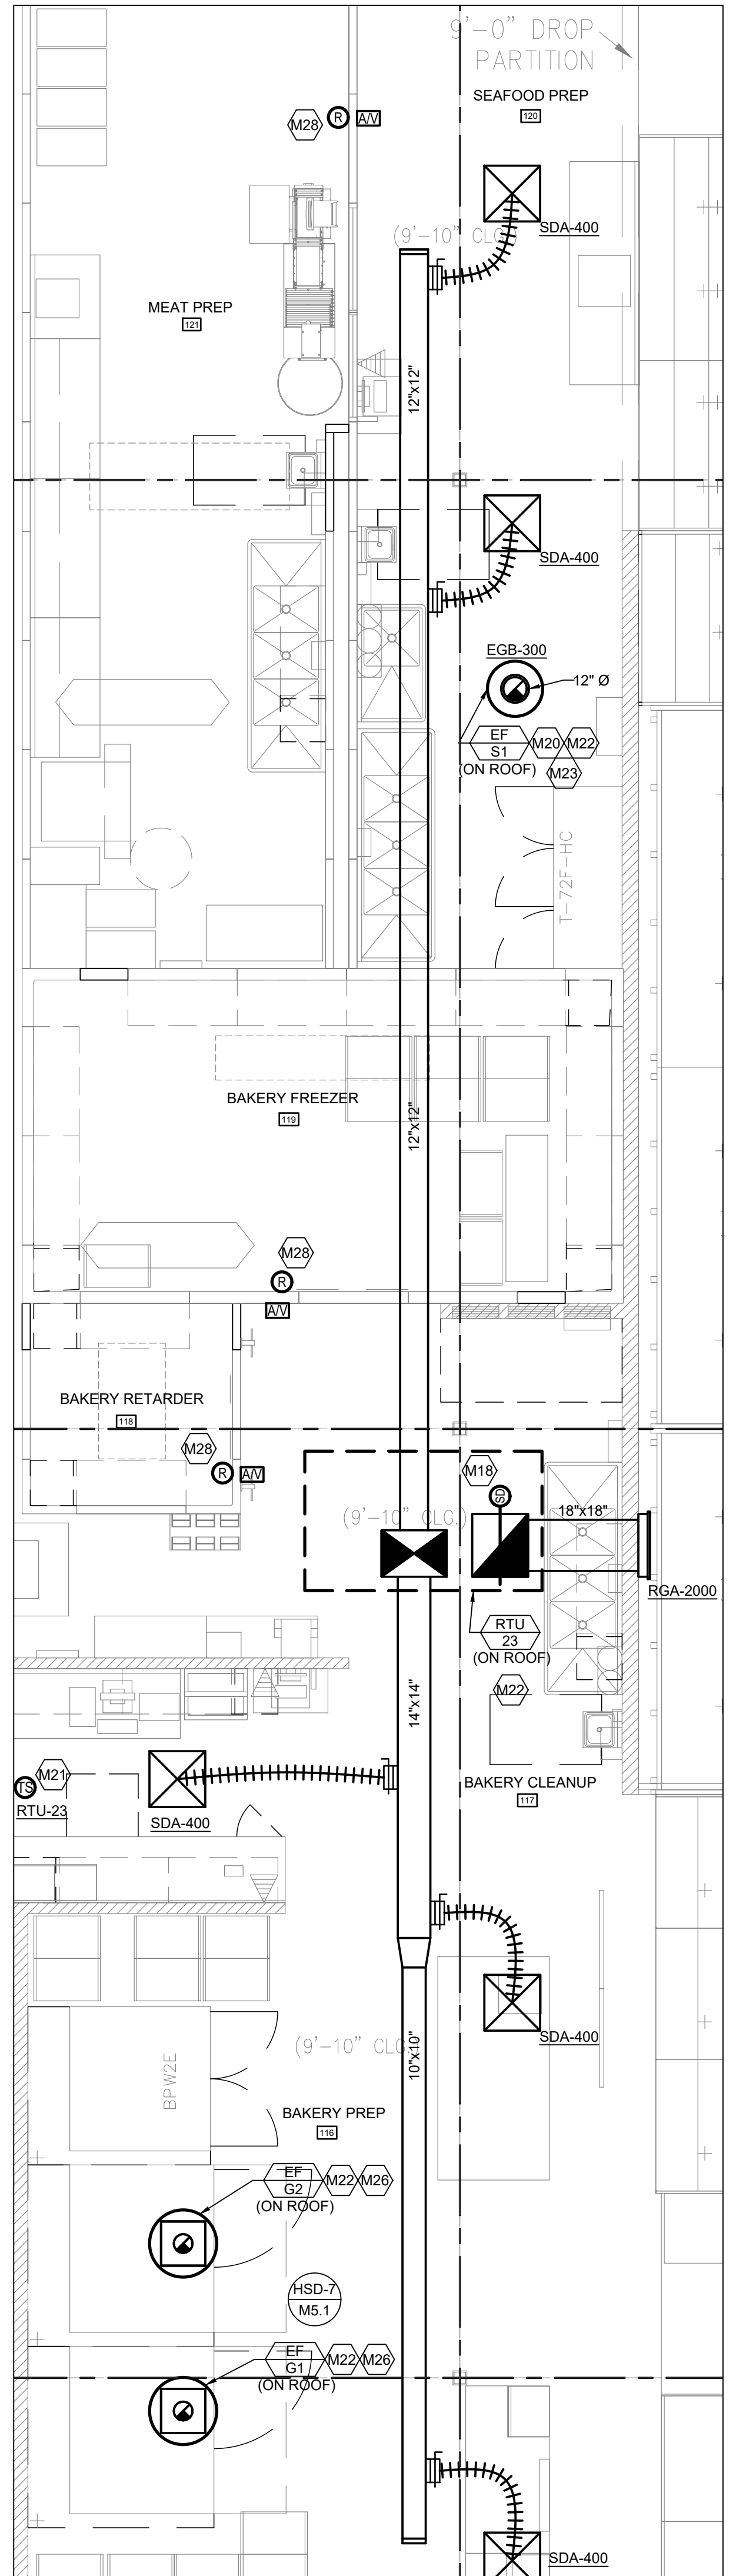 9'-0" DROP
PARTITION
SEAFOOD PREP
120
M28
R
A/V
SDA-400
(9'-10" CLG.)
MEAT PREP
121
12"x12"
SDA-400
EGB-300
12" Ø
EF
S1
M20
M22
(ON ROOF)
M23
T-72F-HC
BAKERY FREEZER
119
12"x12"
M28
R
A/V
BAKERY RETARDER
118
M28
R
A/V
M18
SD
(9'-10" CLG.)
18"x18"
RGA-2000
RTU
23
(ON ROOF)
M22
14"x14"
M21
TS
RTU-23
SDA-400
BAKERY CLEANUP
117
SDA-400
(9'-10" CLG.)
10"x10"
BPW2E
BAKERY PREP
116
EF
G2
M22
M26
(ON ROOF)
HSD-7
M5.1
EF
G1
M22
M26
(ON ROOF)
SDA-400